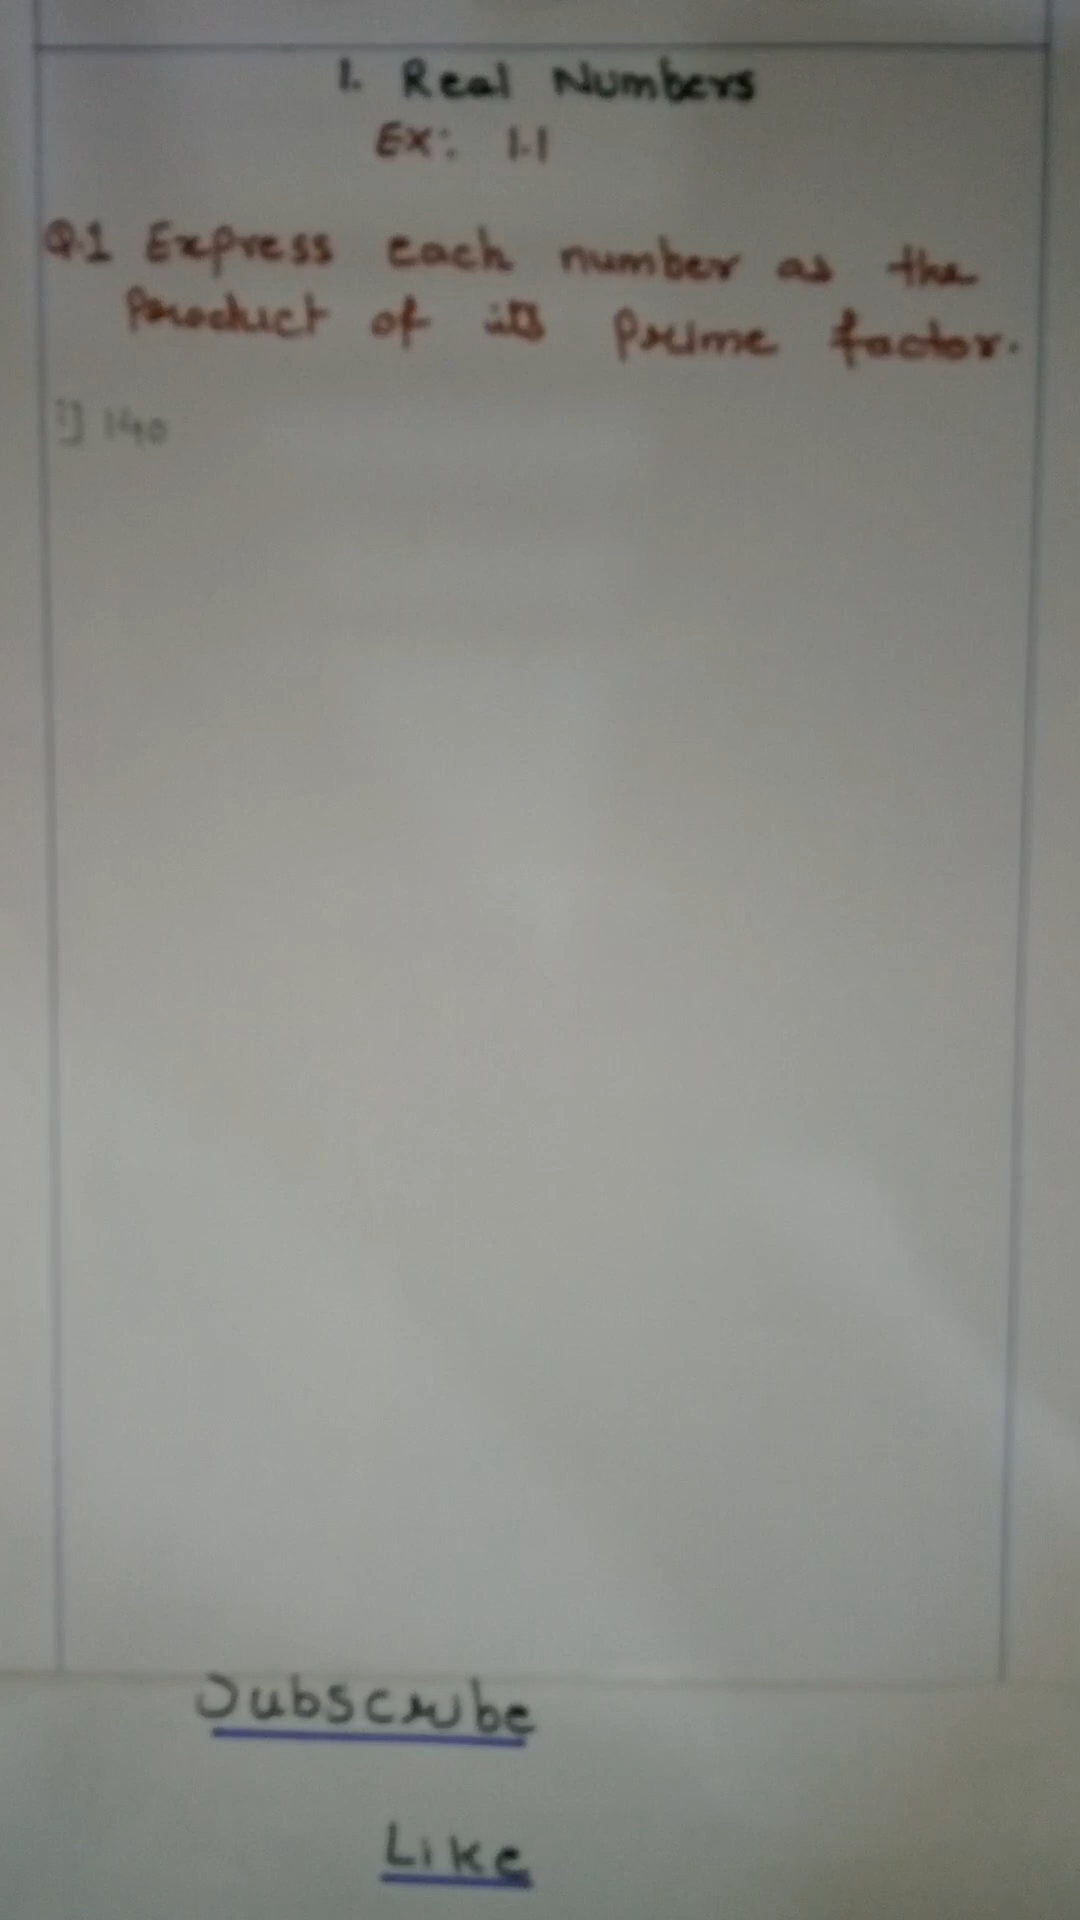 1. Real Numbers
Ex: 1.1
Q.1 Express each number as the
Product of its Prime factor.
i] 140
Subscribe
Like